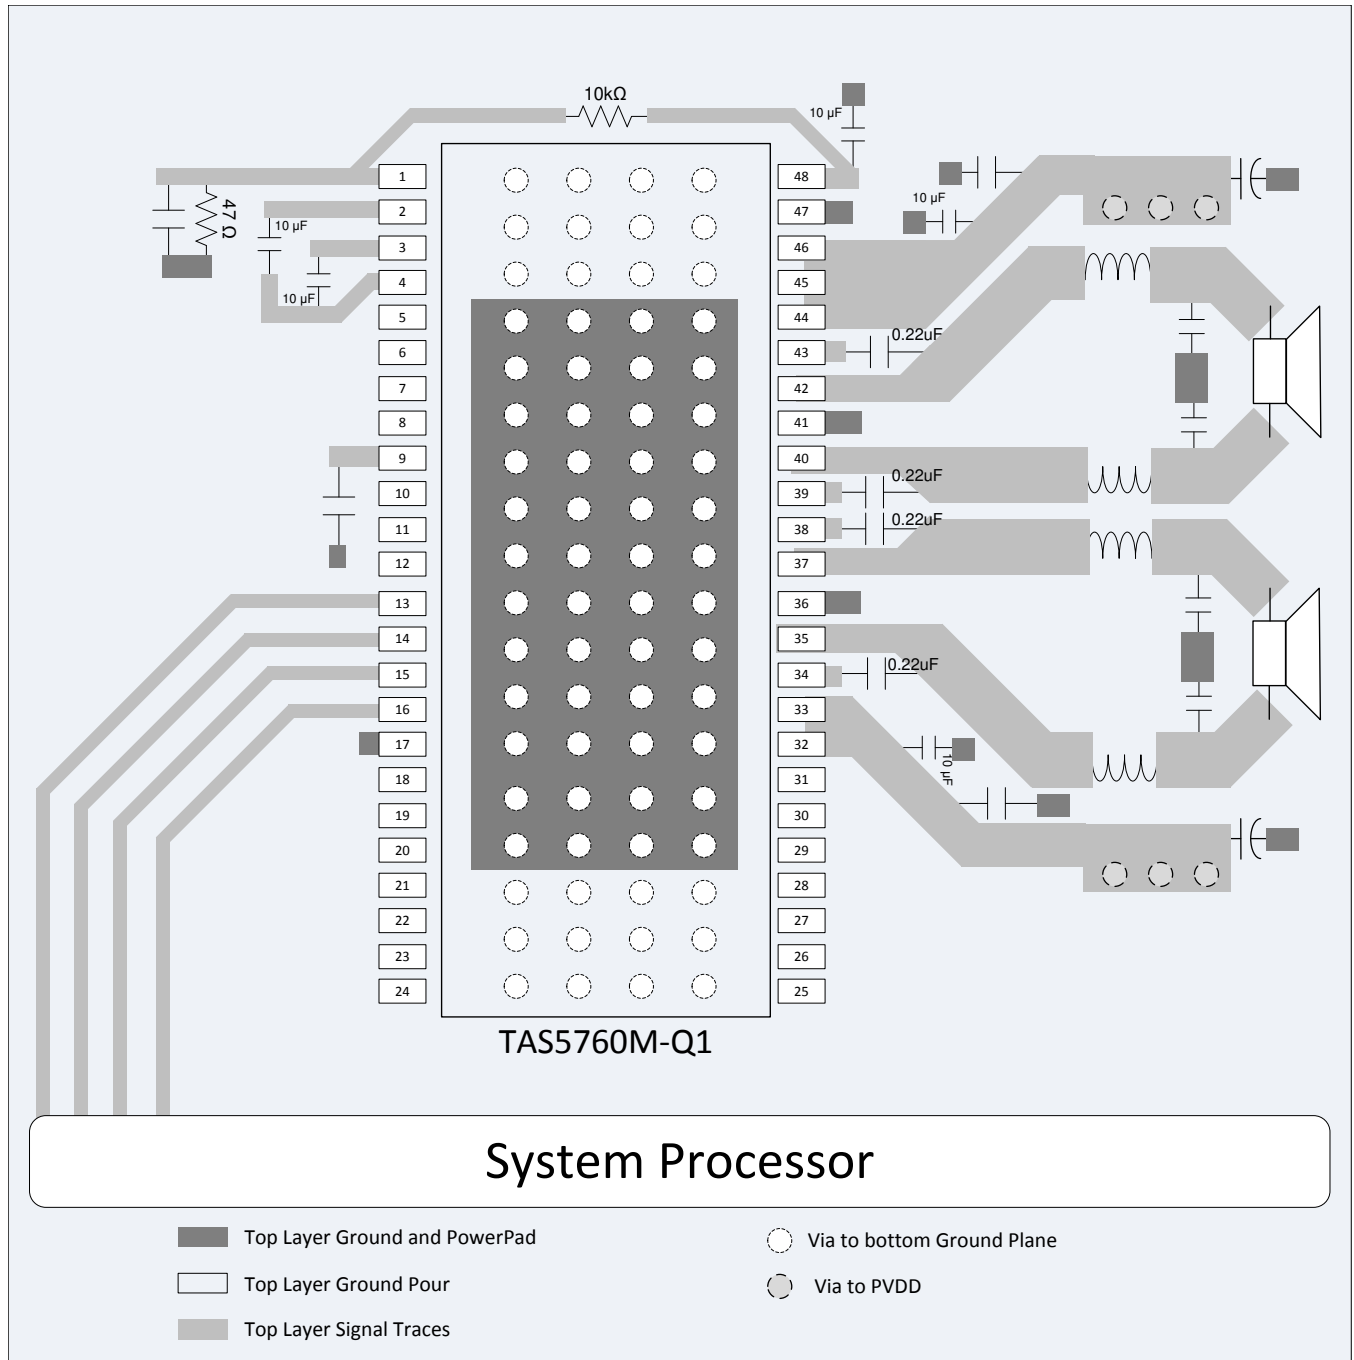 10kΩ
10 µF
1
48
10 µF
2
47
47 Ω
10 µF
3
46
4
45
10 µF
5
44
0.22uF
6
43
7
42
8
41
9
40
0.22uF
10
39
0.22uF
11
38
12
37
13
36
14
35
0.22uF
15
34
16
33
17
32
10 µF
18
31
19
30
20
29
21
28
22
27
23
26
24
25
TAS5760M-Q1
System Processor
Top Layer Ground and PowerPad
Via to bottom Ground Plane
Top Layer Ground Pour
Via to PVDD
Top Layer Signal Traces